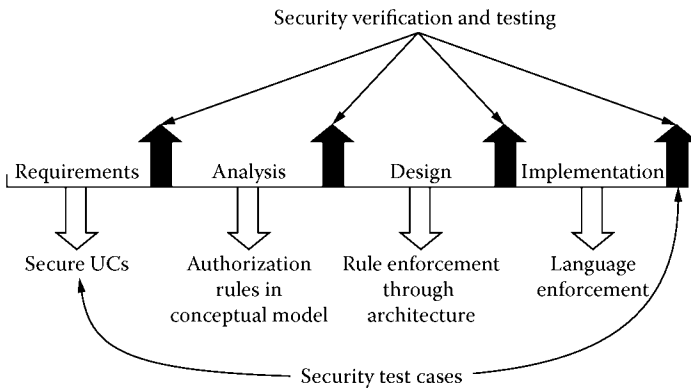 Security verification and testing
Requirements
Analysis
Design
Implementation
Secure UCs
Authorization
rules in
conceptual model
Rule enforcement
through
architecture
Language
enforcement
Security test cases